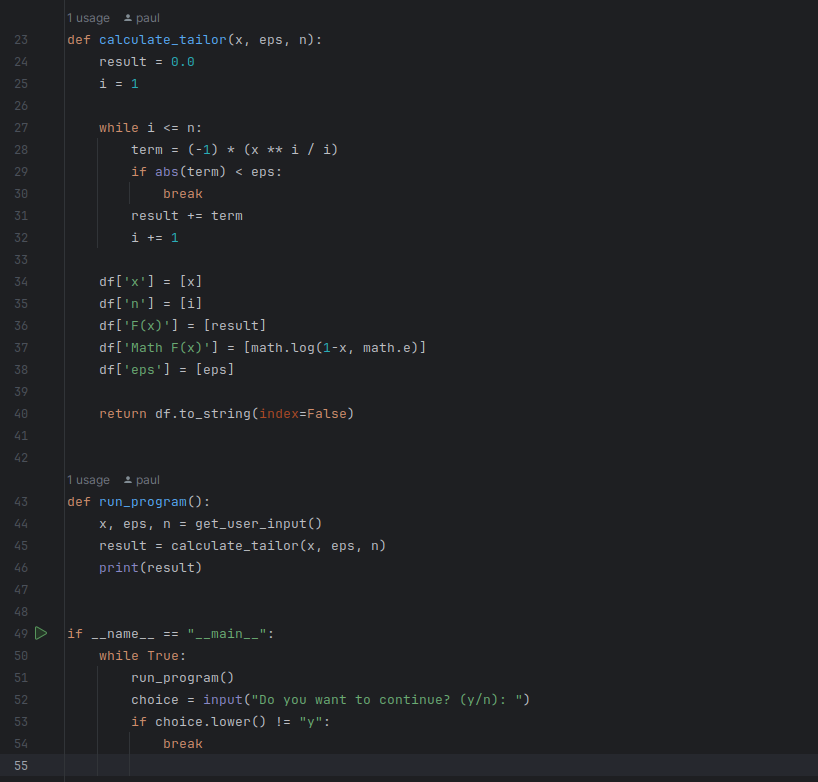 1 usage paul
23 def calculate_tailor(x, eps, n):
24     result = 0.0
25     i = 1
26
27     while i <= n:
28         term = (-1) * (x ** i / i)
29         if abs(term) < eps:
30             break
31         result += term
32         i += 1
33
34     df['x'] = [x]
35     df['n'] = [i]
36     df['F(x)'] = [result]
37     df['Math F(x)'] = [math.log(1-x, math.e)]
38     df['eps'] = [eps]
39
40     return df.to_string(index=False)
41
42
1 usage paul
43 def run_program():
44     x, eps, n = get_user_input()
45     result = calculate_tailor(x, eps, n)
46     print(result)
47
48
49 if __name__ == "__main__":
50     while True:
51         run_program()
52         choice = input("Do you want to continue? (y/n): ")
53         if choice.lower() != "y":
54             break
55